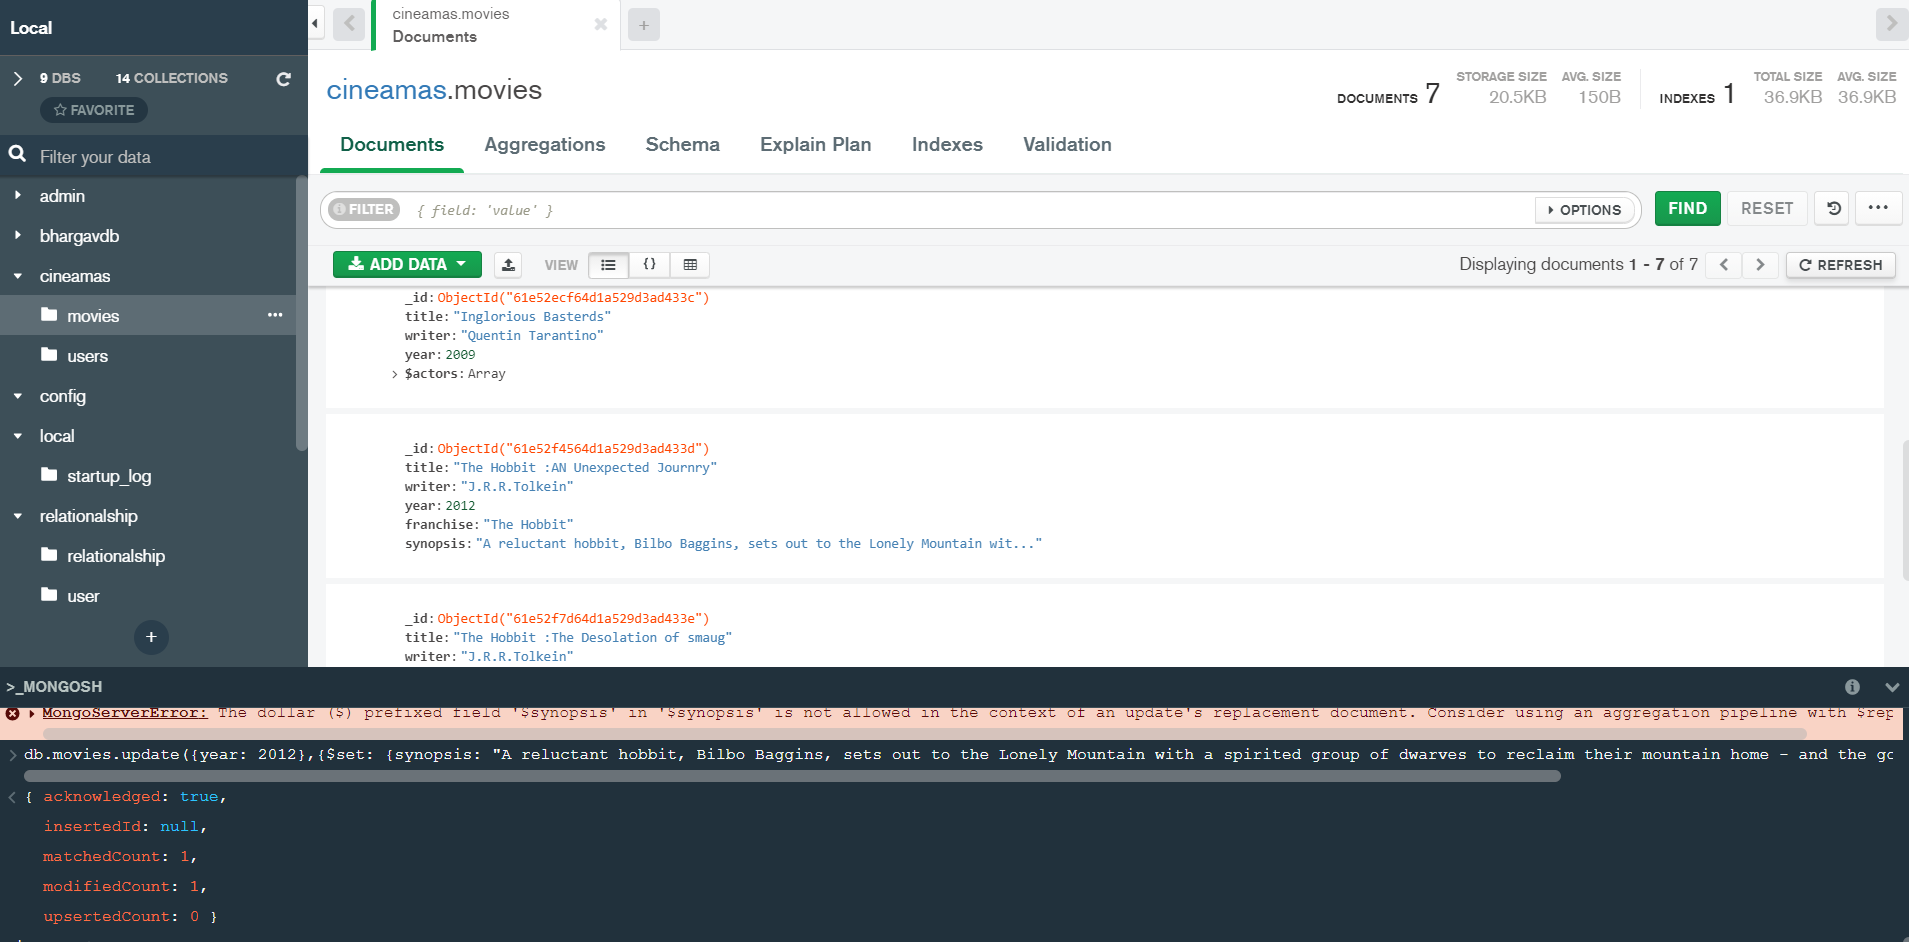 Local
9 DBS 14 COLLECTIONS
FAVORITE
Filter your data
admin
bhargavdb
cineamas
movies
users
config
local
startup_log
relationalship
relationalship
user
cineamas.movies
Documents
cineamas.movies
DOCUMENTS 7 STORAGE SIZE 20.5KB AVG. SIZE 150B INDEXES 1 TOTAL SIZE 36.9KB AVG. SIZE 36.9KB
Documents Aggregations Schema Explain Plan Indexes Validation
FILTER { field: 'value' } OPTIONS FIND RESET
ADD DATA VIEW {} Displaying documents 1 - 7 of 7 REFRESH
_id: ObjectId("61e52ecf64d1a529d3ad433c")
title: "Inglorious Basterds"
writer: "Quentin Tarantino"
year: 2009
$actors: Array
_id: ObjectId("61e52f4564d1a529d3ad433d")
title: "The Hobbit :AN Unexpected Journry"
writer: "J.R.R.Tolkein"
year: 2012
franchise: "The Hobbit"
synopsis: "A reluctant hobbit, Bilbo Baggins, sets out to the Lonely Mountain wit..."
_id: ObjectId("61e52f7d64d1a529d3ad433e")
title: "The Hobbit :The Desolation of smaug"
writer: "J.R.R.Tolkein"
>_MONGOSH
MongoServerError: The dollar ($) prefixed field '$synopsis' in '$synopsis' is not allowed in the context of an update's replacement document. Consider using an aggregation pipeline with $rep
db.movies.update({year: 2012},{$set: {synopsis: "A reluctant hobbit, Bilbo Baggins, sets out to the Lonely Mountain with a spirited group of dwarves to reclaim their mountain home - and the go
{ acknowledged: true,
insertedId: null,
matchedCount: 1,
modifiedCount: 1,
upsertedCount: 0 }